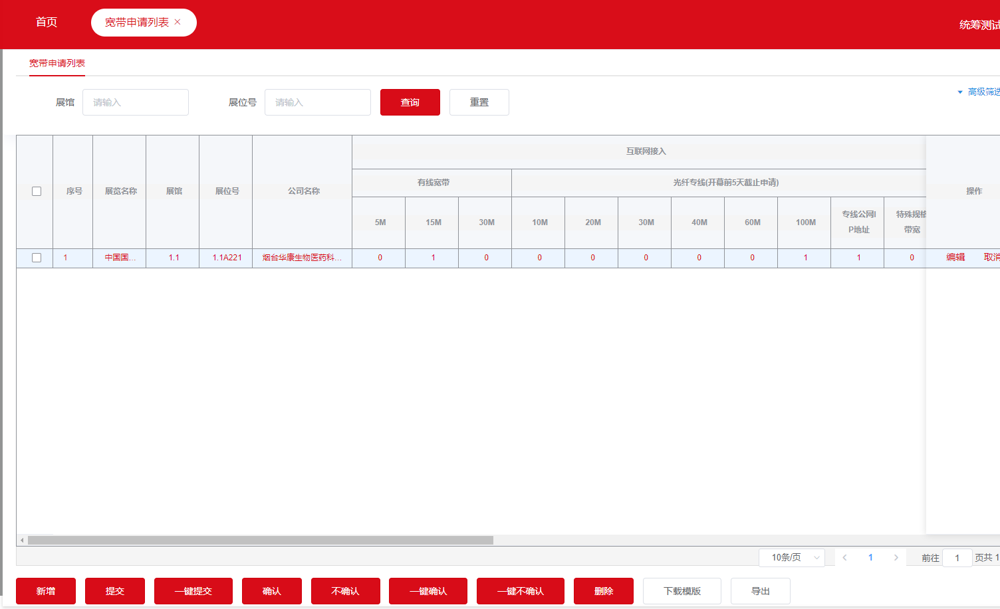 首页
宽带申请列表 ×
统筹测试
宽带申请列表
展馆 请输入 展位号 请输入 查询 重置
高级筛选
序号 展览名称 展馆 展位号 公司名称 互联网接入 操作
有线宽带 光纤专线(开幕前5天截止申请)
5M 15M 30M 10M 20M 30M 40M 60M 100M 专线公网I
P地址 特殊规格
带宽
1 中国国... 1.1 1.1A221 烟台华康生物医药科... 0 1 0 0 0 0 0 0 1 1 0 编辑 取消
10条/页 < 1 > 前往 1 页共 1
新增 提交 一键提交 确认 不确认 一键确认 一键不确认 删除 下载模版 导出